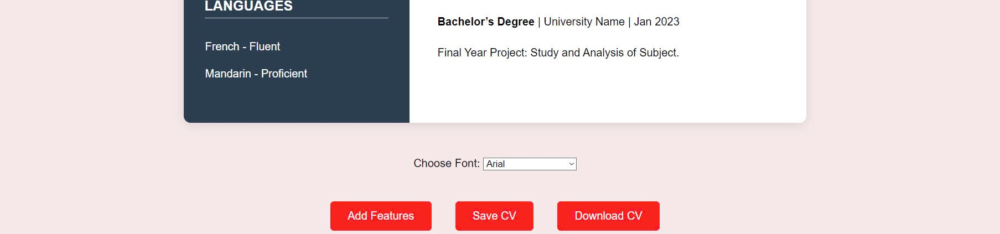 LANGUAGES
French - Fluent
Mandarin - Proficient
Bachelor’s Degree | University Name | Jan 2023
Final Year Project: Study and Analysis of Subject.
Choose Font: Arial
Add Features
Save CV
Download CV